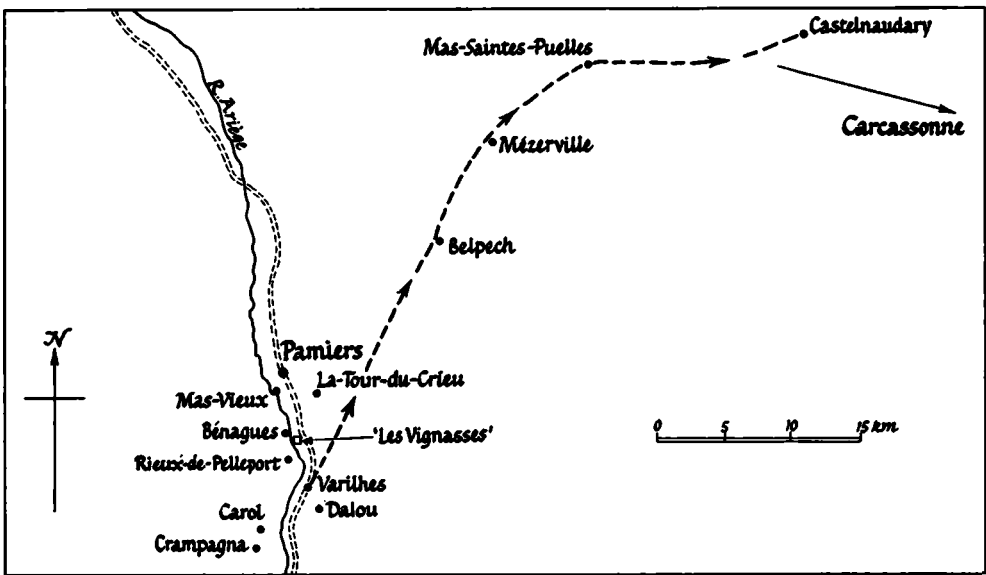 Castelnaudary
Mas-Saintes-Puelles
R. Ariège
Carcassonne
Mézerville
Belpech
N
Pamiers
La-Tour-du-Crieu
Mas-Vieux
Bénagues
'Les Vignasses'
0 5 10 15 km
Rieux-de-Pelleport
Varilhes
Dalou
Carol
Crampagna